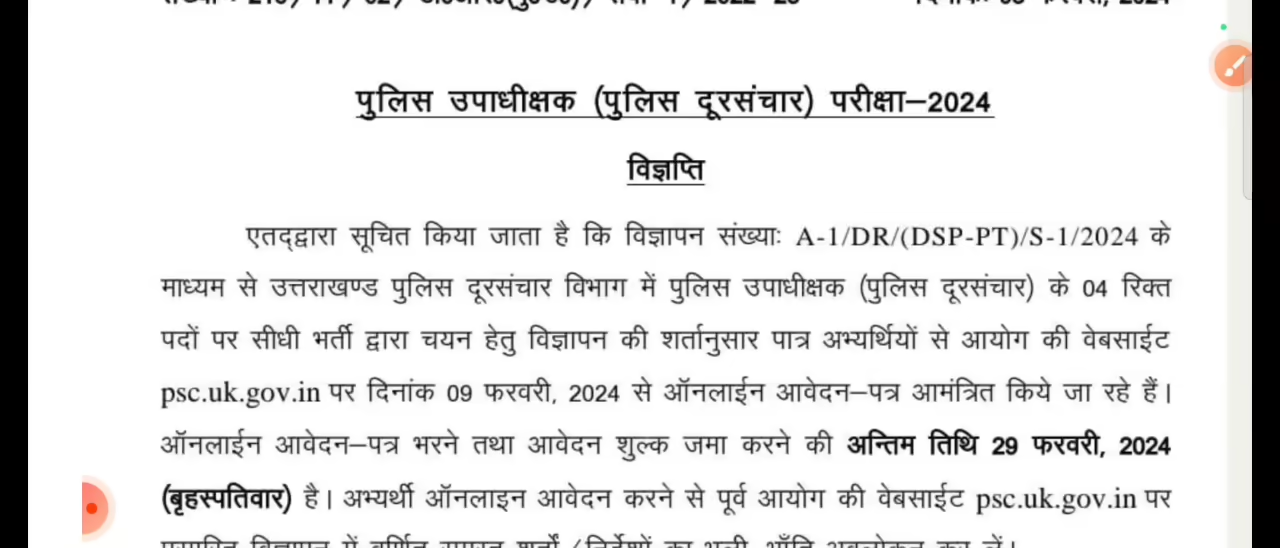 2024
पुलिस उपाधीक्षक (पुलिस दूरसंचार) परीक्षा–2024
विज्ञप्ति
एतद्द्वारा सूचित किया जाता है कि विज्ञापन संख्याः A-1/DR/(DSP-PT)/S-1/2024 के
माध्यम से उत्तराखण्ड पुलिस दूरसंचार विभाग में पुलिस उपाधीक्षक (पुलिस दूरसंचार) के 04 रिक्त
पदों पर सीधी भर्ती द्वारा चयन हेतु विज्ञापन की शर्तानुसार पात्र अभ्यर्थियों से आयोग की वेबसाईट
psc.uk.gov.in पर दिनांक 09 फरवरी, 2024 से ऑनलाईन आवेदन–पत्र आमंत्रित किये जा रहे हैं।
ऑनलाईन आवेदन–पत्र भरने तथा आवेदन शुल्क जमा करने की अन्तिम तिथि 29 फरवरी, 2024
(बृहस्पतिवार) है। अभ्यर्थी ऑनलाइन आवेदन करने से पूर्व आयोग की वेबसाईट psc.uk.gov.in पर